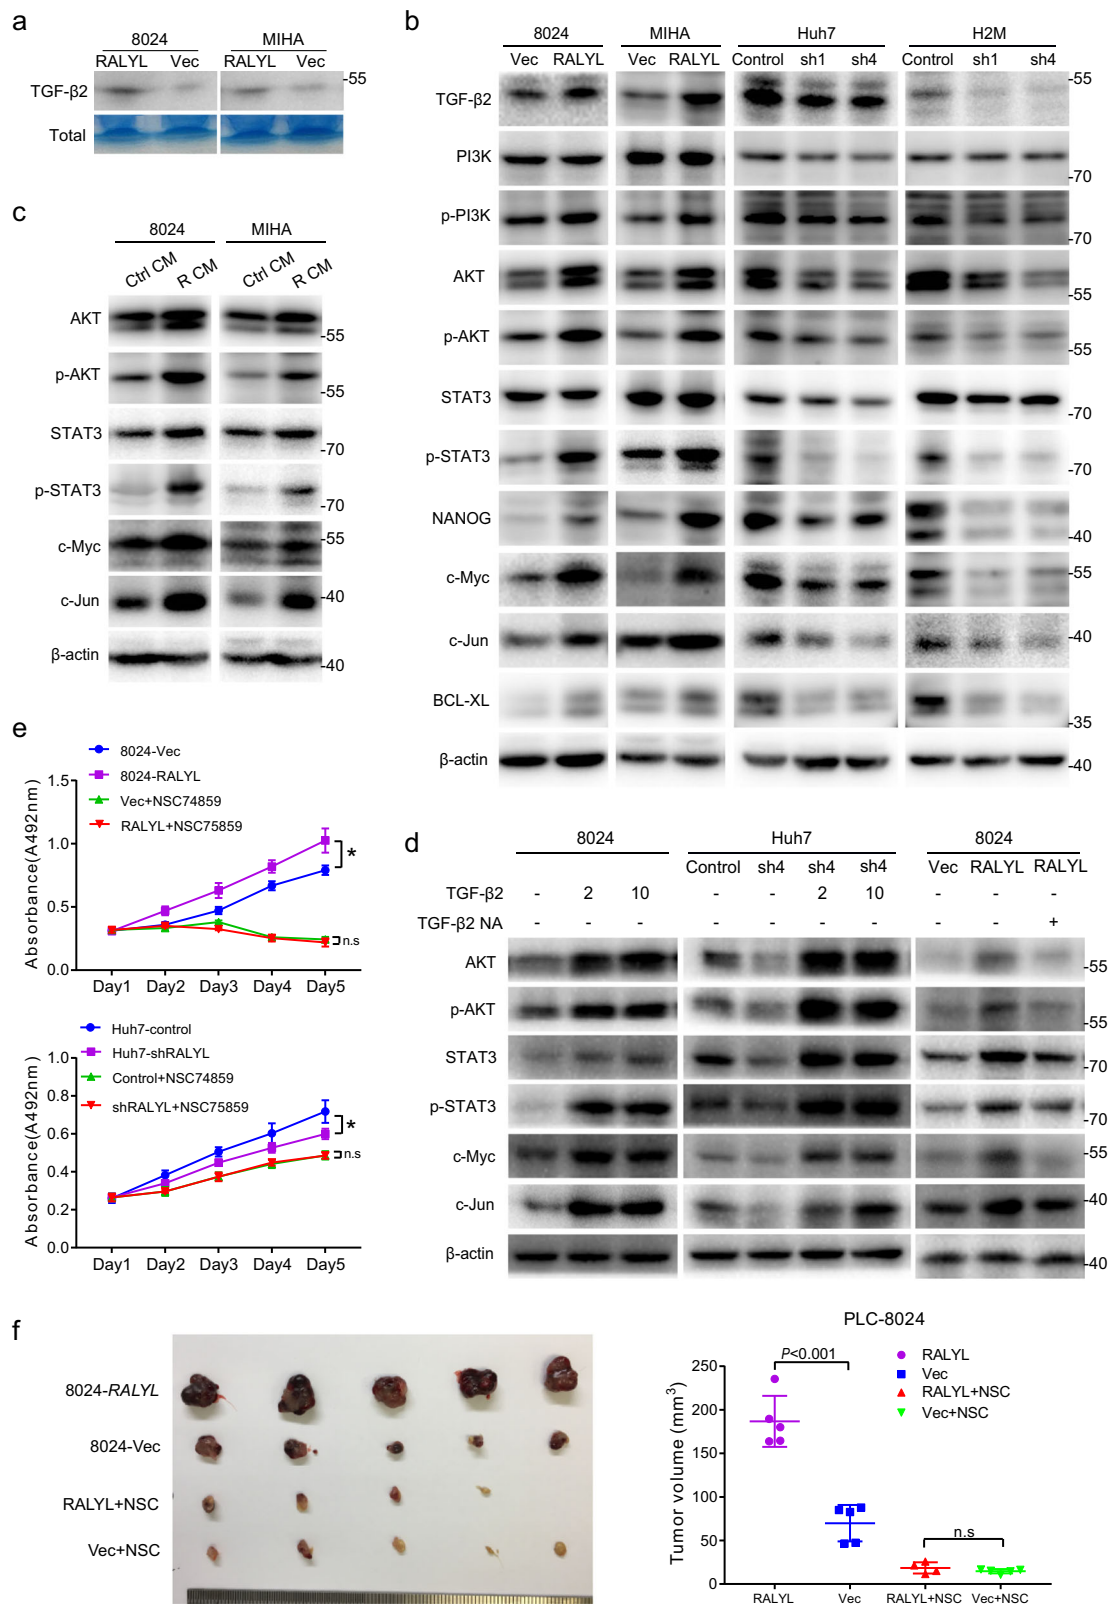 a
8024 MIHA
RALYL Vec RALYL Vec
TGF-β2 -55
Total
b
8024 MIHA Huh7 H2M
Vec RALYL Vec RALYL Control sh1 sh4 Control sh1 sh4
TGF-β2 -55
PI3K -70
p-PI3K -70
AKT -55
p-AKT -55
STAT3 -70
p-STAT3 -70
NANOG -40
c-Myc -55
c-Jun -40
BCL-XL -35
β-actin -40
c
8024 MIHA
Ctrl CM R CM Ctrl CM R CM
AKT -55
p-AKT -55
STAT3 -70
p-STAT3 -70
c-Myc -55
c-Jun -40
β-actin -40
d
8024 Huh7 8024
Control sh4 sh4 sh4 Vec RALYL RALYL
TGF-β2 - 2 10 - - 2 10 - - -
TGF-β2 NA - - - - - - - - - +
AKT -55
p-AKT -55
STAT3 -70
p-STAT3 -70
c-Myc -55
c-Jun -40
β-actin -40
e
8024-Vec
8024-RALYL
Vec+NSC74859
RALYL+NSC75859
Absorbance(A492nm)
1.5
1.0
0.5
0.0
*
n.s
Day1 Day2 Day3 Day4 Day5
Huh7-control
Huh7-shRALYL
Control+NSC74859
shRALYL+NSC75859
Absorbance(A492nm)
1.0
0.8
0.6
0.4
0.2
0.0
*
n.s
Day1 Day2 Day3 Day4 Day5
f
8024-RALYL
8024-Vec
RALYL+NSC
Vec+NSC
PLC-8024
P<0.001
RALYL
Vec
RALYL+NSC
Vec+NSC
Tumor volume (mm³)
250
200
150
100
50
0
n.s
RALYL Vec RALYL+NSC Vec+NSC